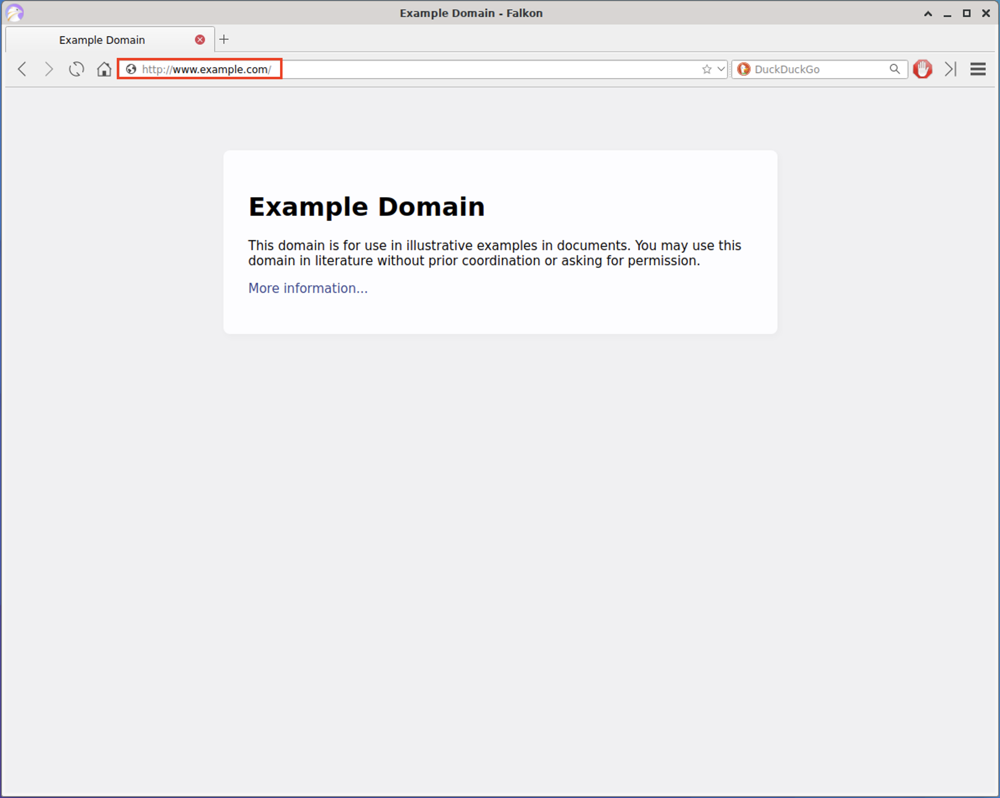 Example Domain - Falkon
Example Domain
http://www.example.com/
DuckDuckGo
Example Domain
This domain is for use in illustrative examples in documents. You may use this
domain in literature without prior coordination or asking for permission.
More information...